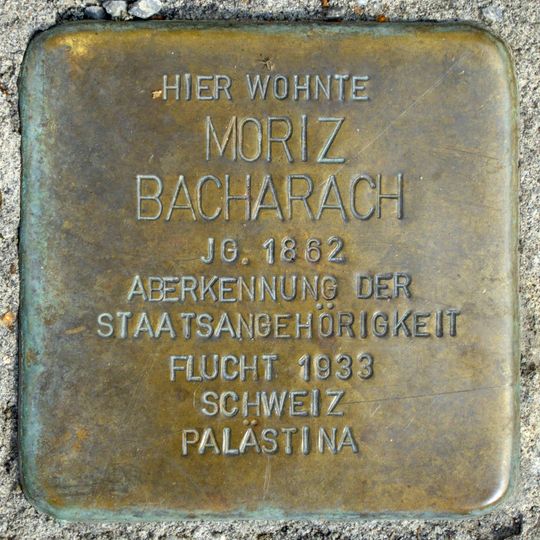 HIER WOHNTE
MORIZ
BACHARACH
JG. 1862
ABERKENNUNG DER
STAATSANGEHÖRIGKEIT
FLUCHT 1933
SCHWEIZ
PALÄSTINA